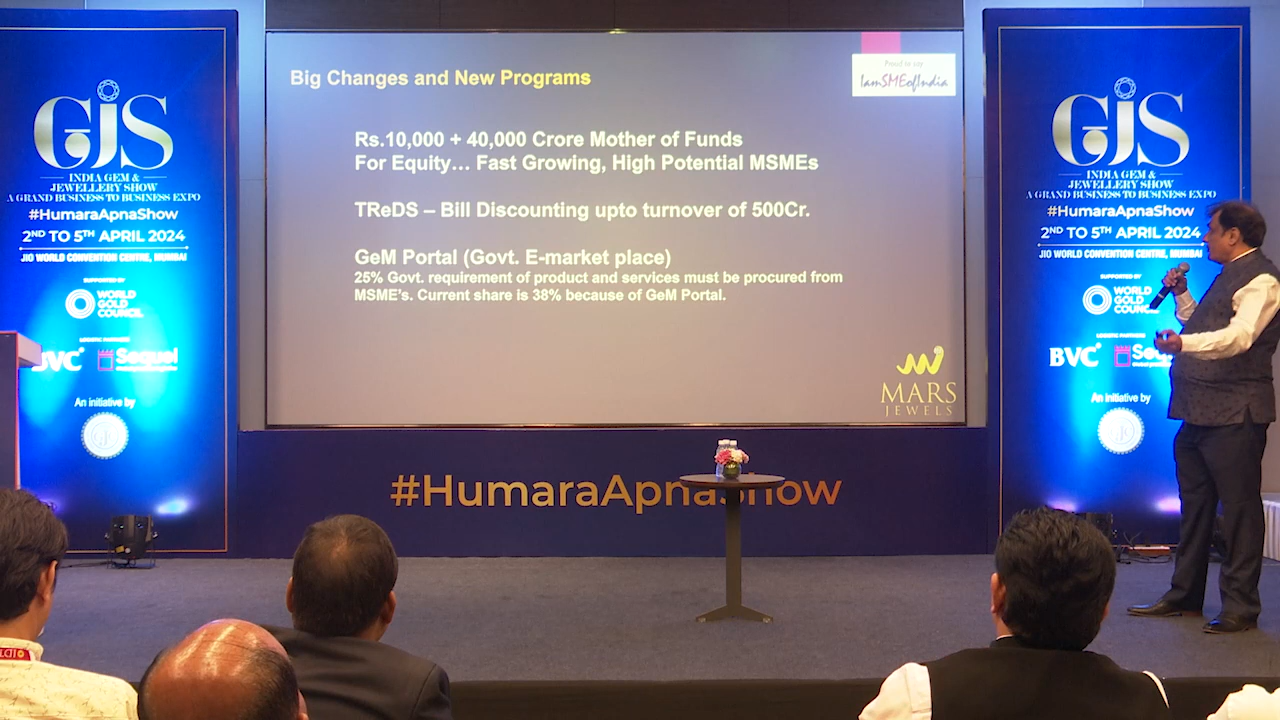 Big Changes and New Programs
Proud to say
IamSMEofIndia
Rs.10,000 + 40,000 Crore Mother of Funds
For Equity… Fast Growing, High Potential MSMEs
TReDS – Bill Discounting upto turnover of 500Cr.
GeM Portal (Govt. E-market place)
25% Govt. requirement of product and services must be procured from
MSME's. Current share is 38% because of GeM Portal.
MARS
JEWELS
GJS
INDIA GEM &
JEWELLERY SHOW
A GRAND BUSINESS TO BUSINESS EXPO
#HumaraApnaShow
2ND TO 5TH APRIL 2024
JIO WORLD CONVENTION CENTRE, MUMBAI
SUPPORTED BY
WORLD
GOLD
COUNCIL
BVC
Sequel
An initiative by
GJS
INDIA GEM &
JEWELLERY SHOW
A GRAND BUSINESS TO BUSINESS EXPO
#HumaraApnaShow
2ND TO 5TH APRIL 2024
JIO WORLD CONVENTION CENTRE, MUMBAI
SUPPORTED BY
WORLD
GOLD
COUNCIL
BVC
An initiative by
#HumaraApnaShow